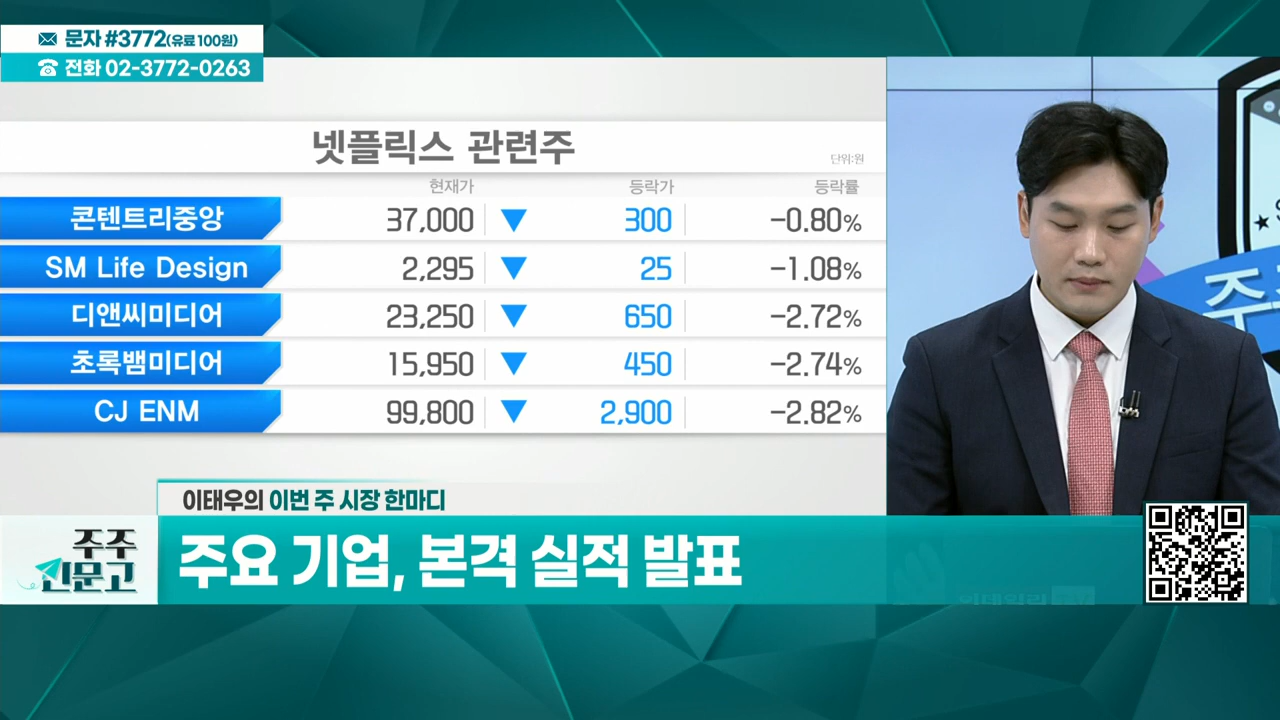 문자 #3772(유료 100원)
전화 02-3772-0263
넷플릭스 관련주
단위:원
현재가 등락가 등락률
콘텐트리중앙 37,000 ▼ 300 -0.80%
SM Life Design 2,295 ▼ 25 -1.08%
디앤씨미디어 23,250 ▼ 650 -2.72%
초록뱀미디어 15,950 ▼ 450 -2.74%
CJ ENM 99,800 ▼ 2,900 -2.82%
이태우의 이번 주 시장 한마디
주주
신문고
주요 기업, 본격 실적 발표